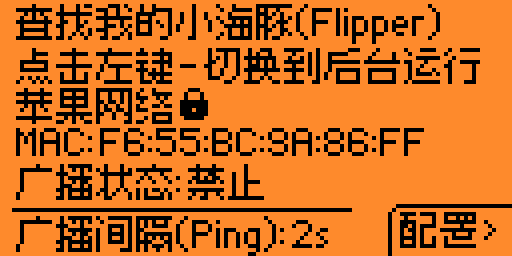 查找我的小海豚(Flipper)
点击左键-切换到后台运行
苹果网络
MAC:F6:55:BC:9A:86:FF
广播状态:禁止
广播间隔(Ping):2s
配置>